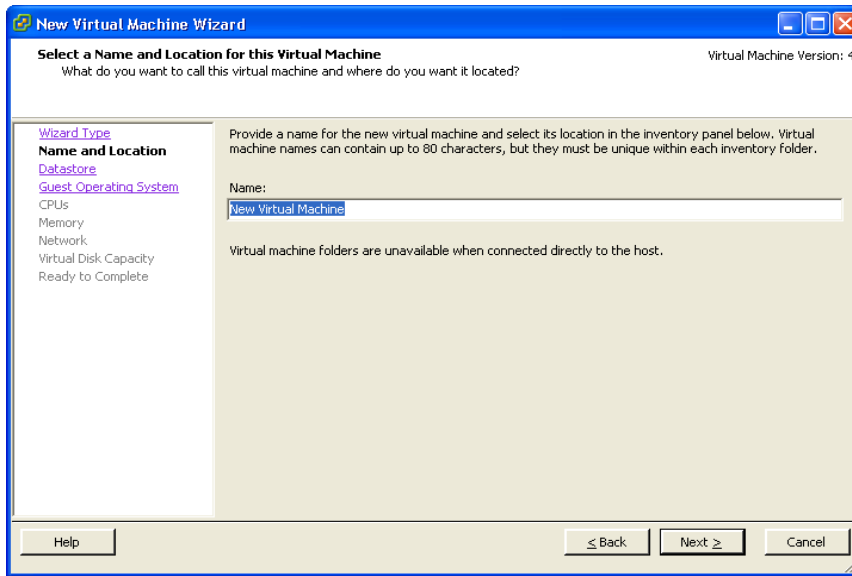 New Virtual Machine Wizard
Select a Name and Location for this Virtual Machine
What do you want to call this virtual machine and where do you want it located?
Virtual Machine Version: 4
Wizard Type
Name and Location
Datastore
Guest Operating System
CPUs
Memory
Network
Virtual Disk Capacity
Ready to Complete
Provide a name for the new virtual machine and select its location in the inventory panel below. Virtual
machine names can contain up to 80 characters, but they must be unique within each inventory folder.
Name:
New Virtual Machine
Virtual machine folders are unavailable when connected directly to the host.
Help
< Back
Next >
Cancel